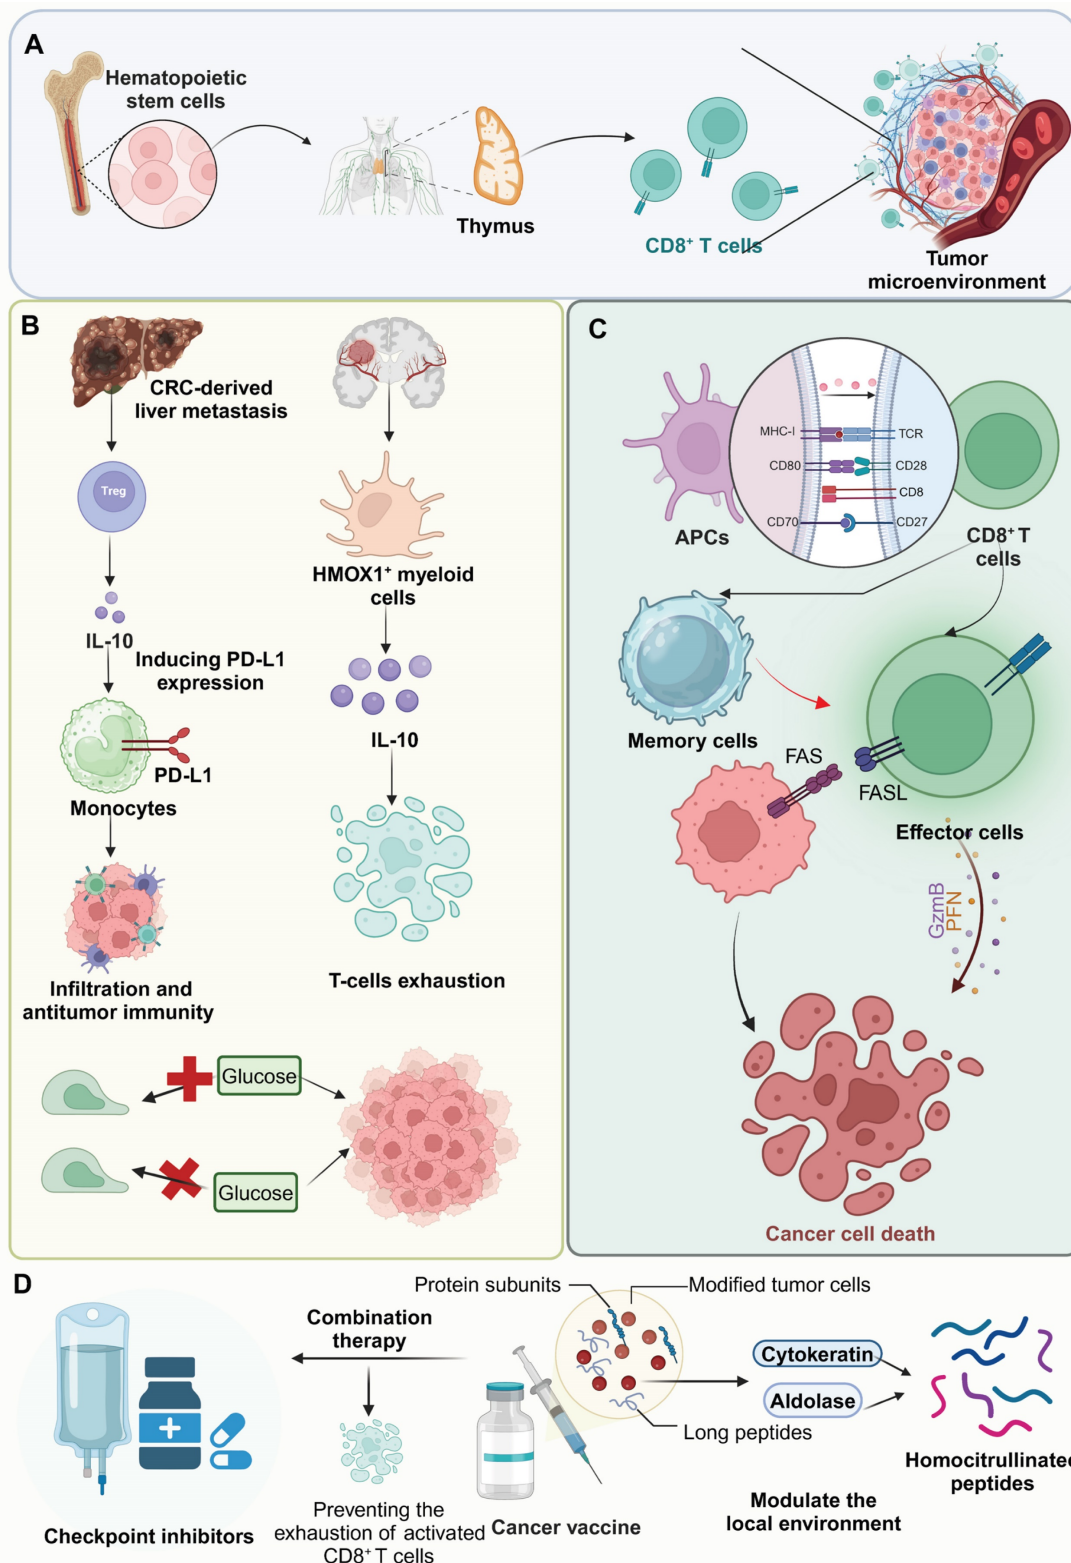 A
Hematopoietic
stem cells
Thymus
CD8⁺ T cells
Tumor
microenvironment
B
CRC-derived
liver metastasis
Treg
IL-10
Inducing PD-L1
expression
PD-L1
Monocytes
Infiltration and
antitumor immunity
HMOX1⁺ myeloid
cells
IL-10
T-cells exhaustion
Glucose
Glucose
C
MHC-I
TCR
CD80
CD28
CD8
CD70
CD27
APCs
CD8⁺ T
cells
Memory cells
FAS
FASL
Effector cells
GzmB
PFN
Cancer cell death
D
Combination
therapy
Checkpoint inhibitors
Preventing the
exhaustion of activated
CD8⁺ T cells
Protein subunits
Modified tumor cells
Long peptides
Cancer vaccine
Cytokeratin
Aldolase
Modulate the
local environment
Homocitrullinated
peptides